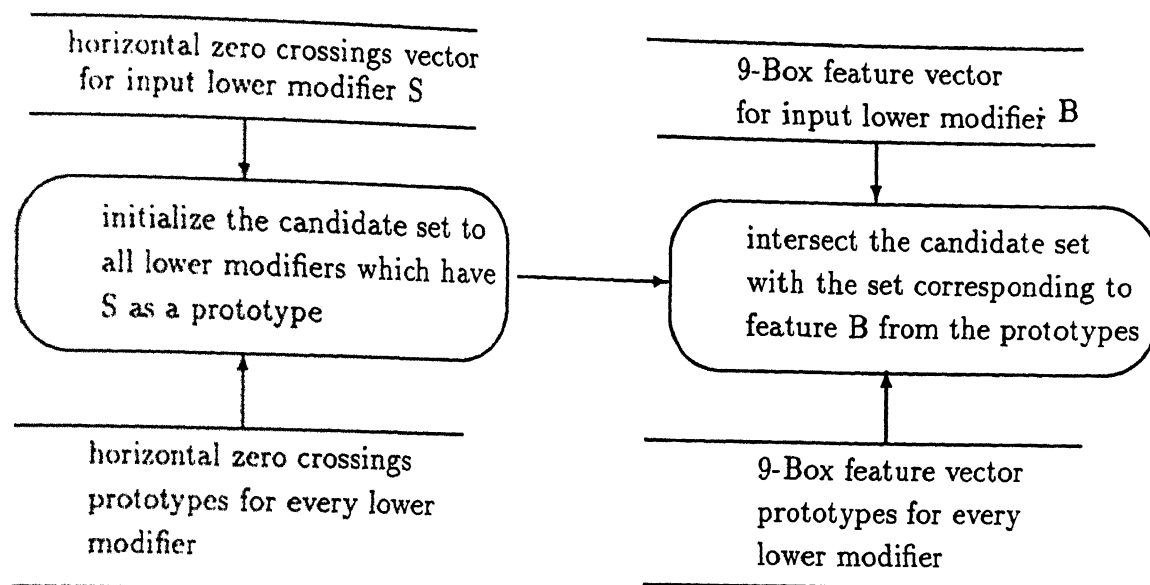 horizontal zero crossings vector
for input lower modifier S
9-Box feature vector
for input lower modifier B
initialize the candidate set to
all lower modifiers which have
S as a prototype
intersect the candidate set
with the set corresponding to
feature B from the prototypes
horizontal zero crossings
prototypes for every lower
modifier
9-Box feature vector
prototypes for every
lower modifier